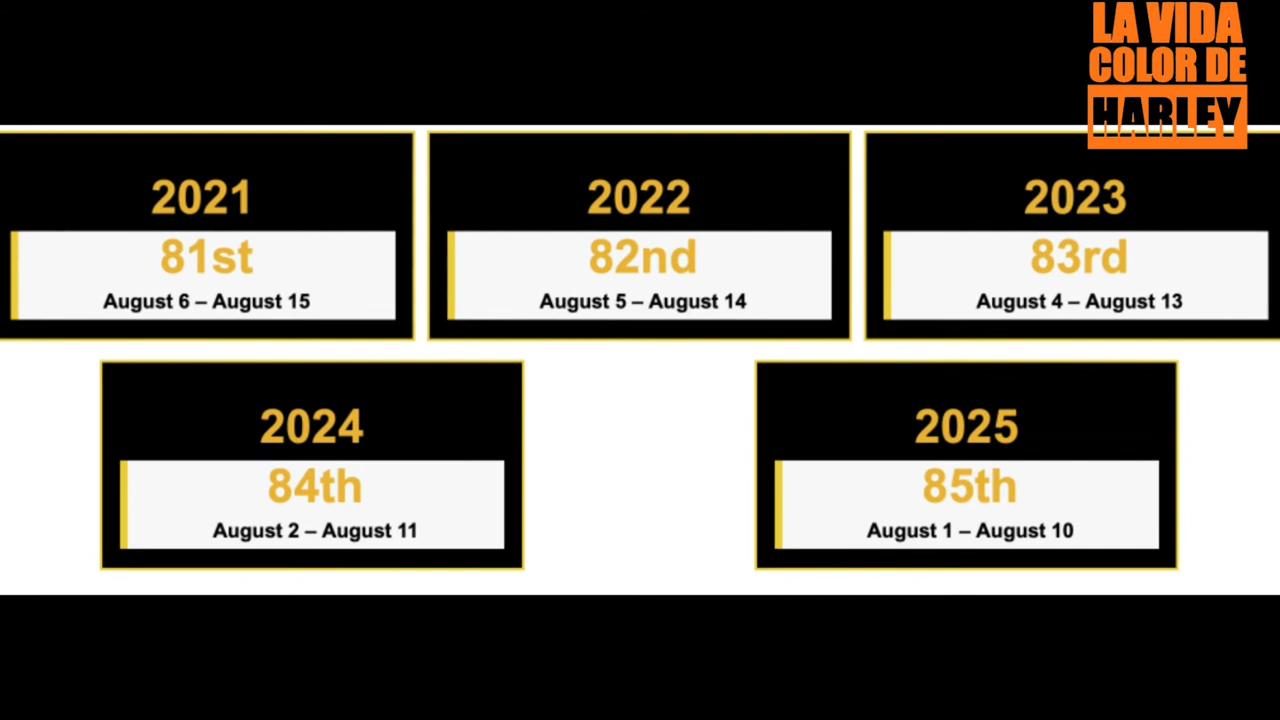 LA VIDA
COLOR DE
HARLEY
2021
81st
August 6 – August 15
2022
82nd
August 5 – August 14
2023
83rd
August 4 – August 13
2024
84th
August 2 – August 11
2025
85th
August 1 – August 10